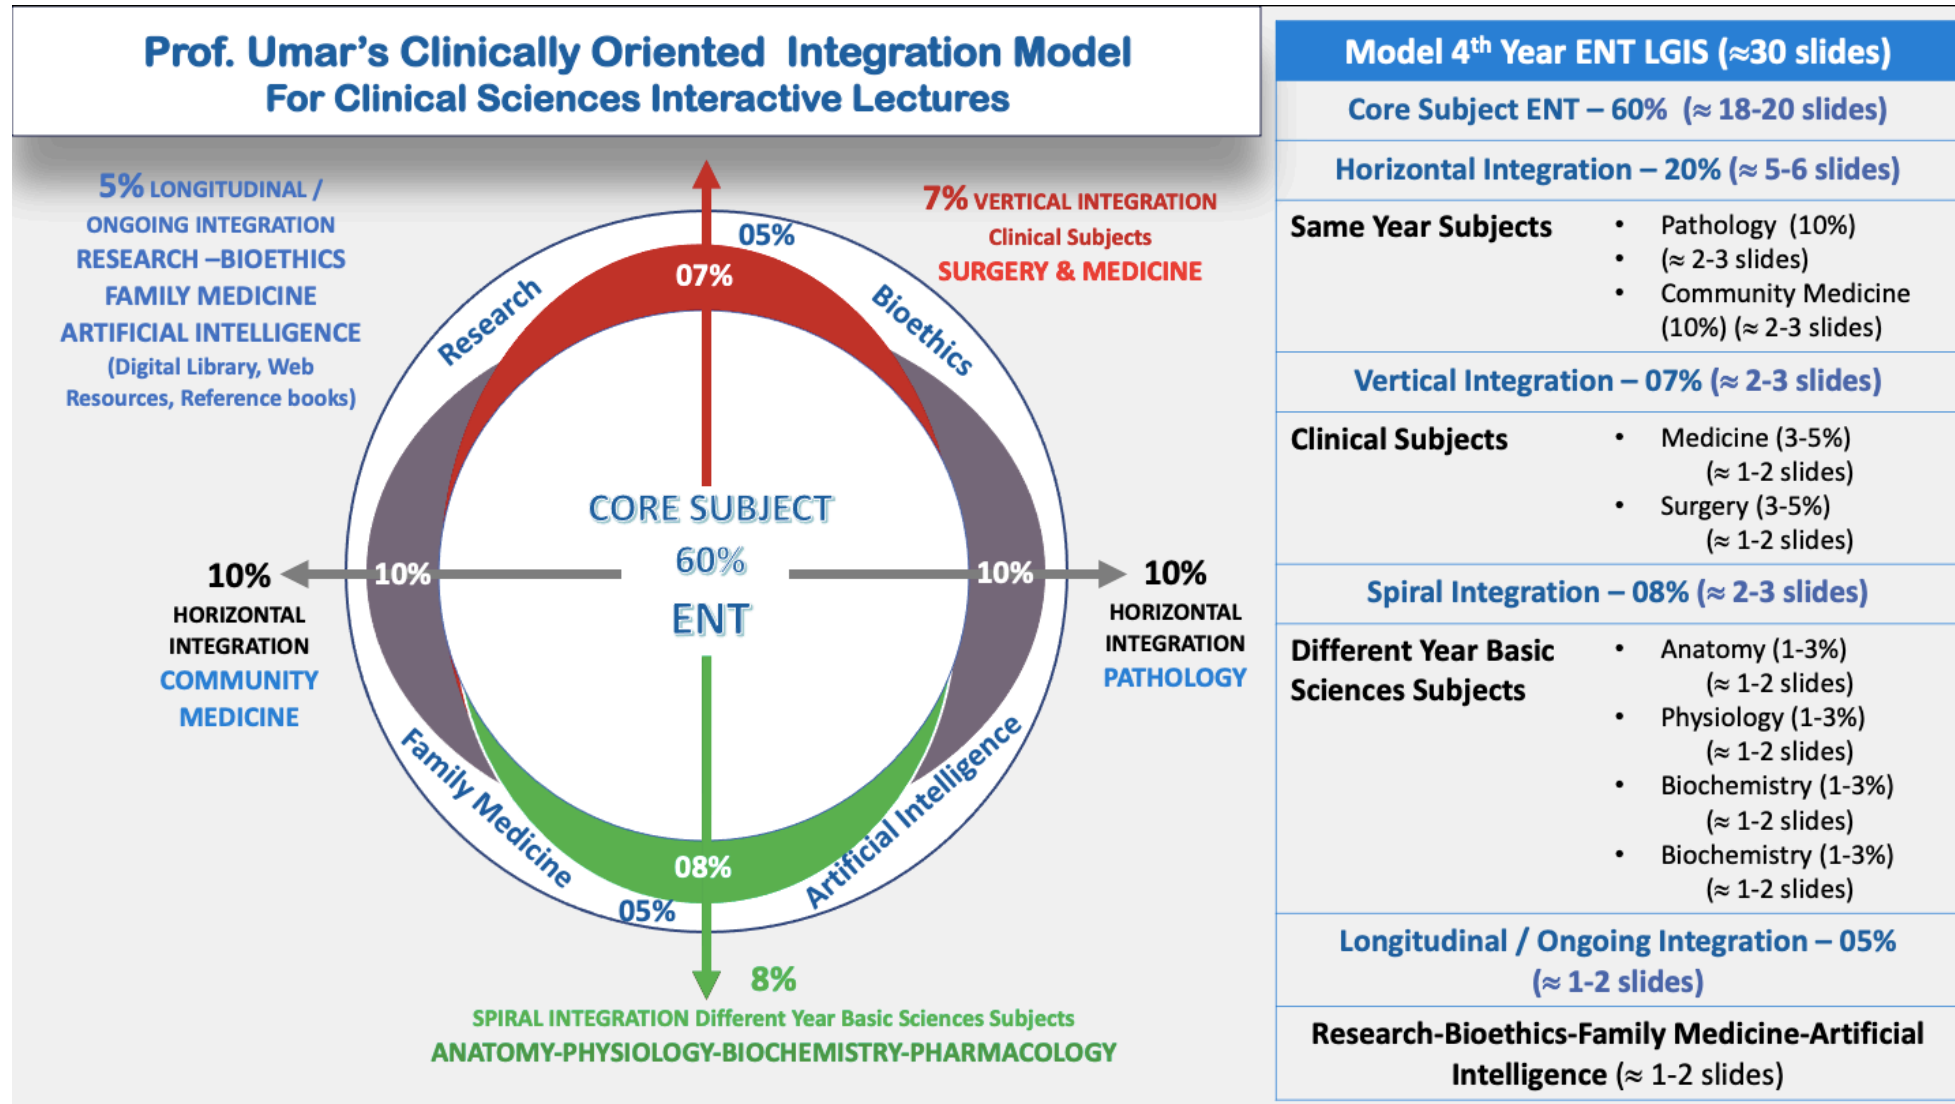 Prof. Umar's Clinically Oriented Integration Model
For Clinical Sciences Interactive Lectures
5% LONGITUDINAL /
ONGOING INTEGRATION
RESEARCH –BIOETHICS
FAMILY MEDICINE
ARTIFICIAL INTELLIGENCE
(Digital Library, Web
Resources, Reference books)
7% VERTICAL INTEGRATION
Clinical Subjects
SURGERY & MEDICINE
05%
07%
Research
Bioethics
CORE SUBJECT
60%
ENT
10%
10%
10%
HORIZONTAL
INTEGRATION
COMMUNITY
MEDICINE
10%
HORIZONTAL
INTEGRATION
PATHOLOGY
Family Medicine
Artificial Intelligence
08%
05%
8%
SPIRAL INTEGRATION Different Year Basic Sciences Subjects
ANATOMY-PHYSIOLOGY-BIOCHEMISTRY-PHARMACOLOGY
Model 4th Year ENT LGIS (≈30 slides)
Core Subject ENT – 60% (≈ 18-20 slides)
Horizontal Integration – 20% (≈ 5-6 slides)
Same Year Subjects
• Pathology (10%)
• (≈ 2-3 slides)
• Community Medicine
(10%) (≈ 2-3 slides)
Vertical Integration – 07% (≈ 2-3 slides)
Clinical Subjects
• Medicine (3-5%)
(≈ 1-2 slides)
• Surgery (3-5%)
(≈ 1-2 slides)
Spiral Integration – 08% (≈ 2-3 slides)
Different Year Basic
Sciences Subjects
• Anatomy (1-3%)
(≈ 1-2 slides)
• Physiology (1-3%)
(≈ 1-2 slides)
• Biochemistry (1-3%)
(≈ 1-2 slides)
• Biochemistry (1-3%)
(≈ 1-2 slides)
Longitudinal / Ongoing Integration – 05%
(≈ 1-2 slides)
Research-Bioethics-Family Medicine-Artificial
Intelligence (≈ 1-2 slides)